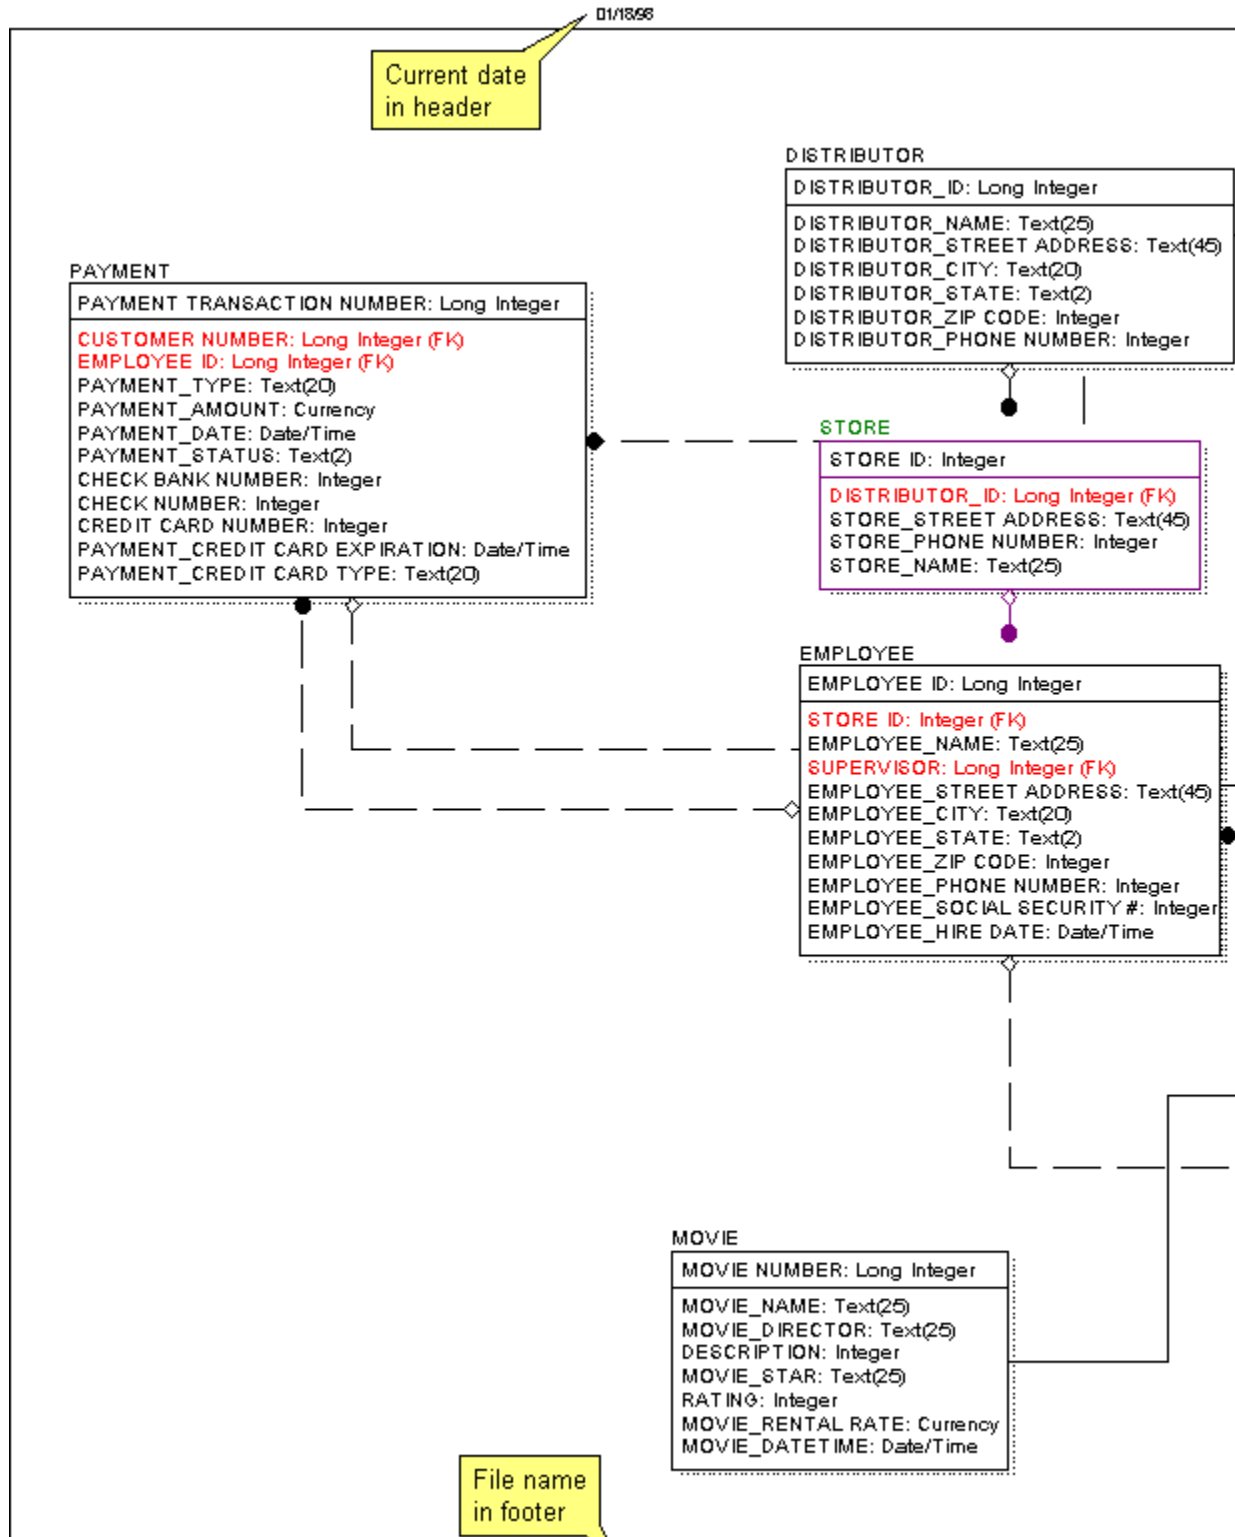 01/18/98
Current date
in header
DISTRIBUTOR
DISTRIBUTOR_ID: Long Integer
DISTRIBUTOR_NAME: Text(25)
DISTRIBUTOR_STREET ADDRESS: Text(45)
DISTRIBUTOR_CITY: Text(20)
DISTRIBUTOR_STATE: Text(2)
DISTRIBUTOR_ZIP CODE: Integer
DISTRIBUTOR_PHONE NUMBER: Integer
PAYMENT
PAYMENT TRANSACTION NUMBER: Long Integer
CUSTOMER NUMBER: Long Integer (FK)
EMPLOYEE ID: Long Integer (FK)
PAYMENT_TYPE: Text(20)
PAYMENT_AMOUNT: Currency
PAYMENT_DATE: Date/Time
PAYMENT_STATUS: Text(2)
CHECK BANK NUMBER: Integer
CHECK NUMBER: Integer
CREDIT CARD NUMBER: Integer
PAYMENT_CREDIT CARD EXPIRATION: Date/Time
PAYMENT_CREDIT CARD TYPE: Text(20)
STORE
STORE ID: Integer
DISTRIBUTOR_ID: Long Integer (FK)
STORE_STREET ADDRESS: Text(45)
STORE_PHONE NUMBER: Integer
STORE_NAME: Text(25)
EMPLOYEE
EMPLOYEE ID: Long Integer
STORE ID: Integer (FK)
EMPLOYEE_NAME: Text(25)
SUPERVISOR: Long Integer (FK)
EMPLOYEE_STREET ADDRESS: Text(45)
EMPLOYEE_CITY: Text(20)
EMPLOYEE_STATE: Text(2)
EMPLOYEE_ZIP CODE: Integer
EMPLOYEE_PHONE NUMBER: Integer
EMPLOYEE_SOCIAL SECURITY #: Integer
EMPLOYEE_HIRE DATE: Date/Time
MOVIE
MOVIE NUMBER: Long Integer
MOVIE_NAME: Text(25)
MOVIE_DIRECTOR: Text(25)
DESCRIPTION: Integer
MOVIE_STAR: Text(25)
RATING: Integer
MOVIE_RENTAL RATE: Currency
MOVIE_DATETIME: Date/Time
File name
in footer